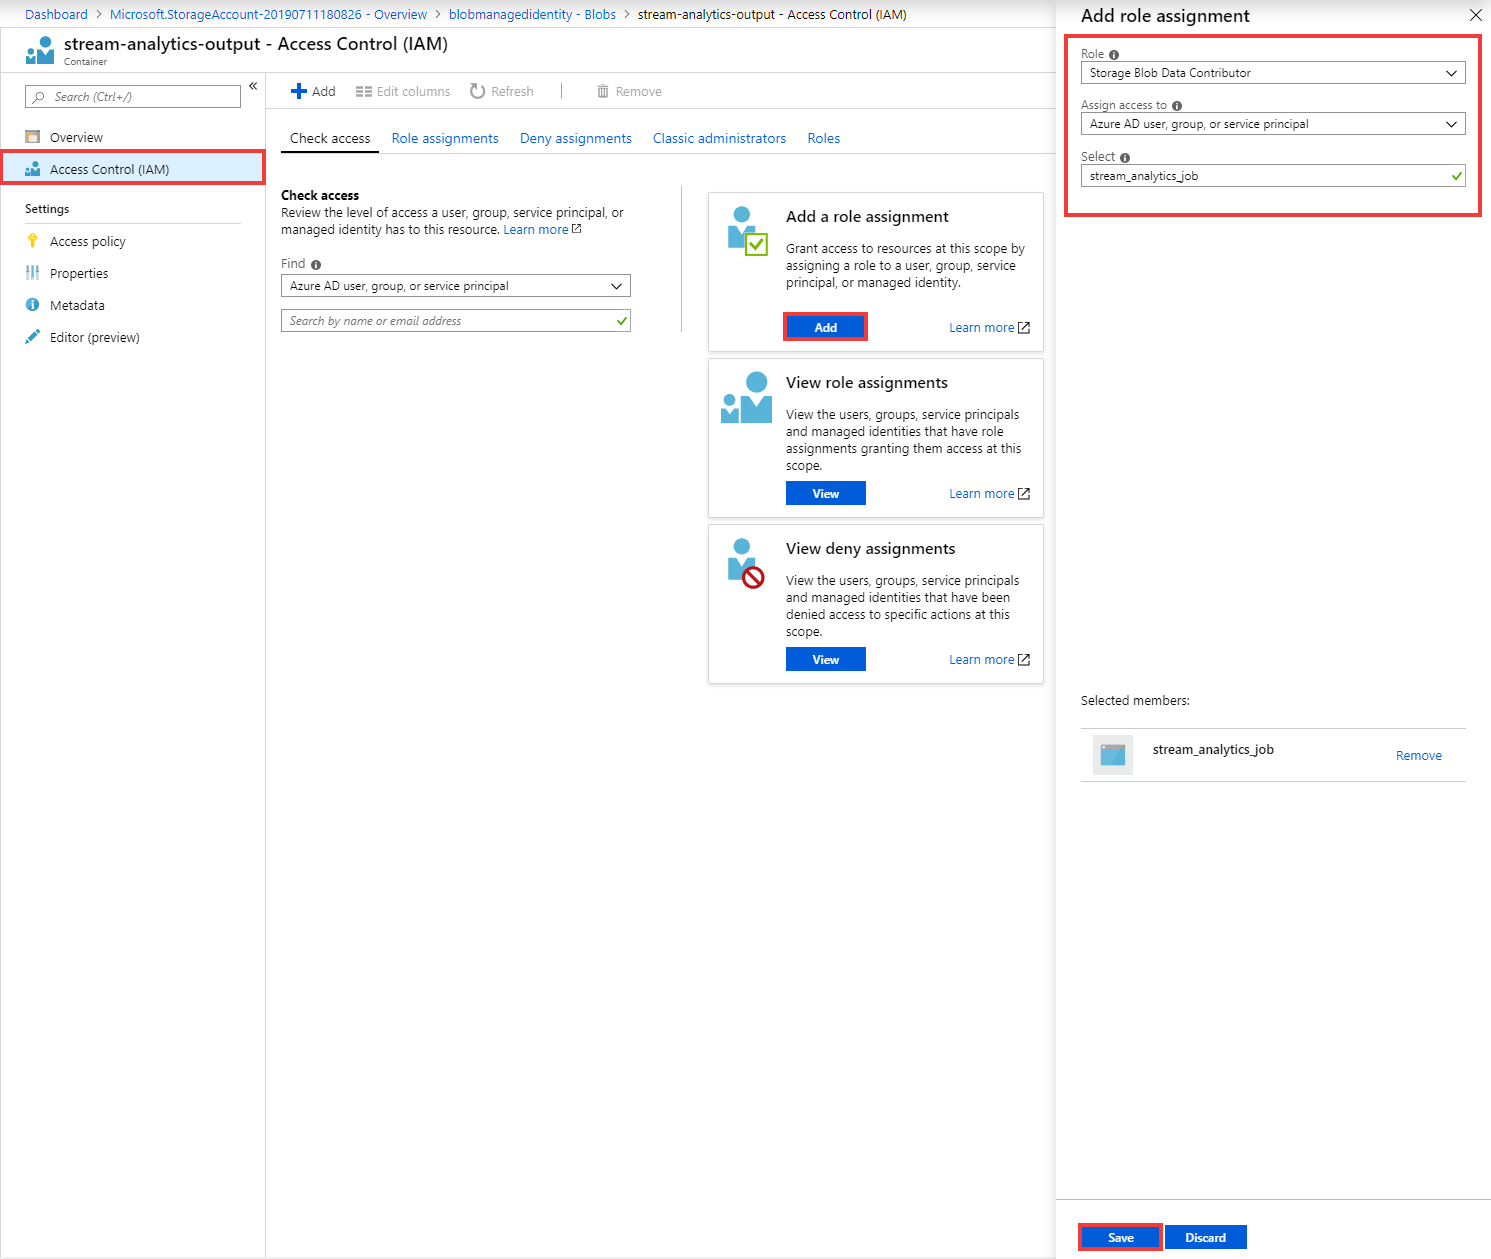 Dashboard > Microsoft.StorageAccount-20190711180826 - Overview > blobmanagedidentity - Blobs > stream-analytics-output - Access Control (IAM)
stream-analytics-output - Access Control (IAM)
Container
Search (Ctrl+/)
«
Overview
Access Control (IAM)
Settings
Access policy
Properties
Metadata
Editor (preview)
Add
Edit columns
Refresh
Remove
Check access
Role assignments
Deny assignments
Classic administrators
Roles
Check access
Review the level of access a user, group, service principal, or
managed identity has to this resource. Learn more
Find
Azure AD user, group, or service principal
Search by name or email address
Add a role assignment
Grant access to resources at this scope by
assigning a role to a user, group, service
principal, or managed identity.
Add
Learn more
View role assignments
View the users, groups, service principals
and managed identities that have role
assignments granting them access at this
scope.
View
Learn more
View deny assignments
View the users, groups, service principals
and managed identities that have been
denied access to specific actions at this
scope.
View
Learn more
Add role assignment
Role
Storage Blob Data Contributor
Assign access to
Azure AD user, group, or service principal
Select
stream_analytics_job
Selected members:
stream_analytics_job
Remove
Save
Discard